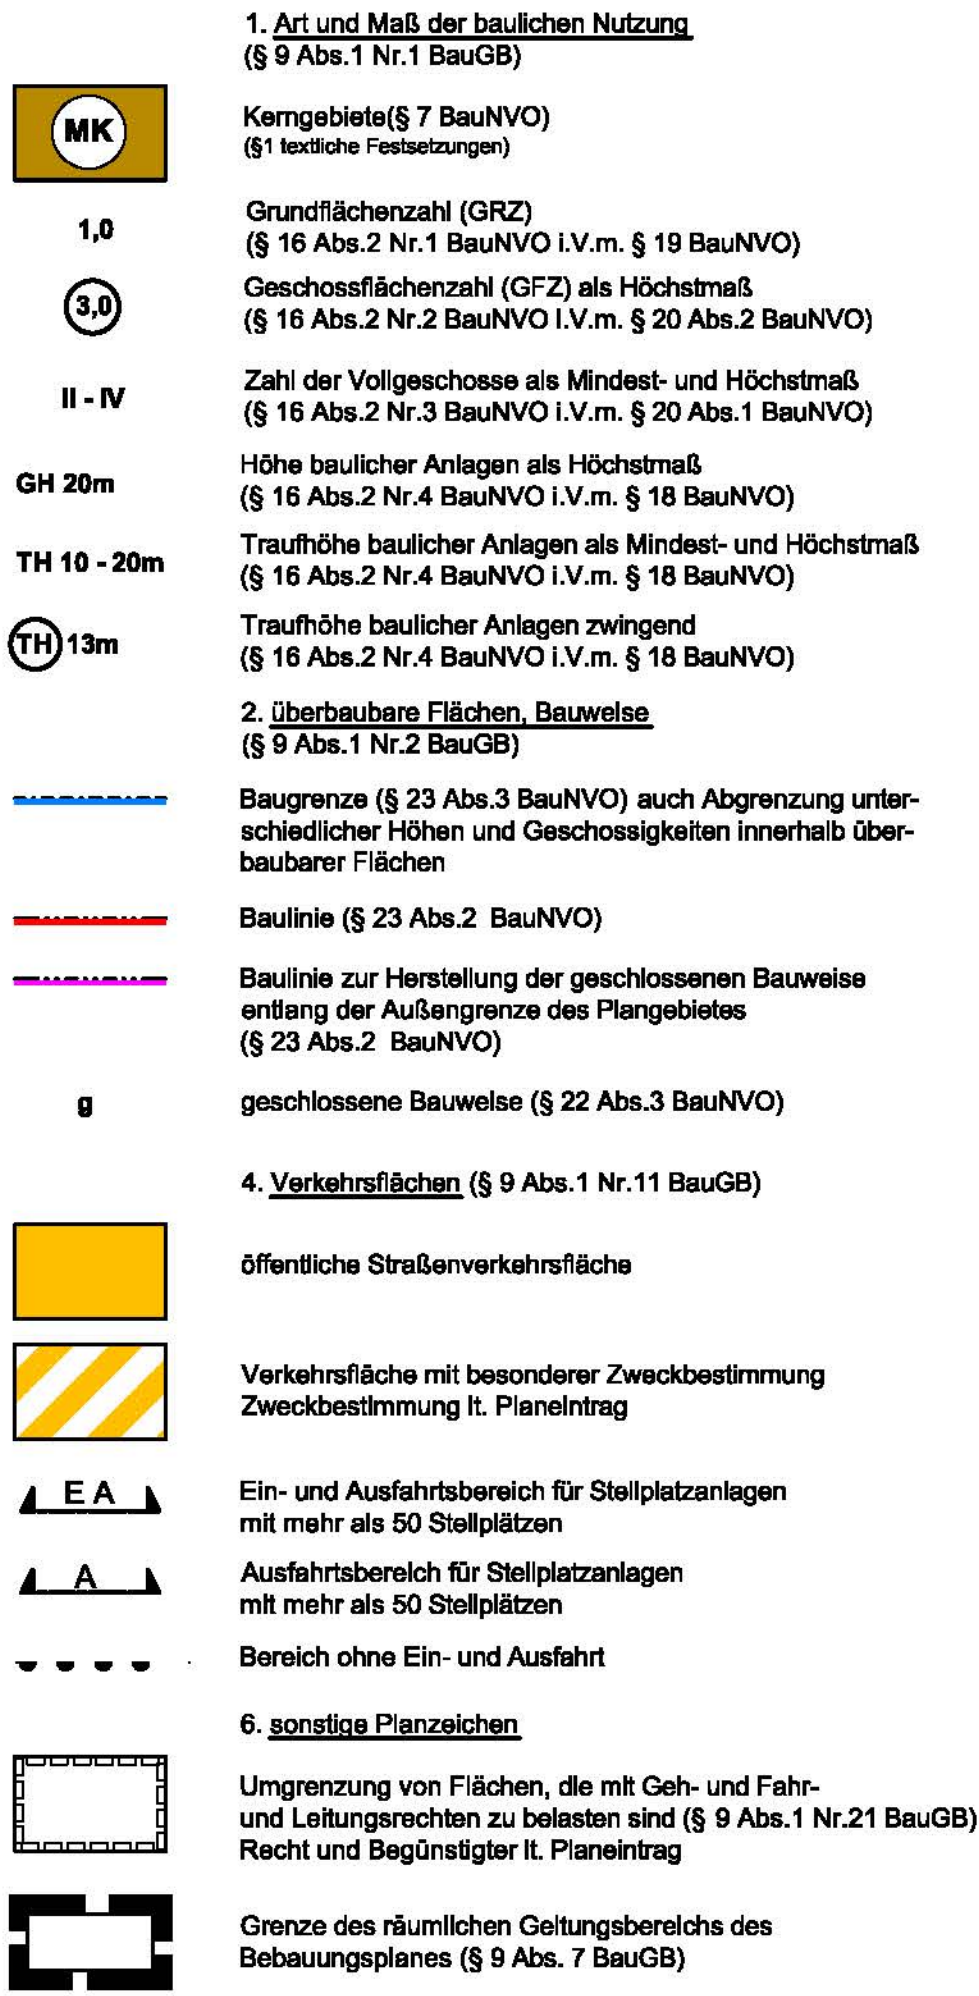 1. Art und Maß der baulichen Nutzung
(§ 9 Abs.1 Nr.1 BauGB)
MK
Kerngebiete(§ 7 BauNVO)
(§1 textliche Festsetzungen)
1,0
Grundflächenzahl (GRZ)
(§ 16 Abs.2 Nr.1 BauNVO i.V.m. § 19 BauNVO)
3,0
Geschossflächenzahl (GFZ) als Höchstmaß
(§ 16 Abs.2 Nr.2 BauNVO i.V.m. § 20 Abs.2 BauNVO)
II - IV
Zahl der Vollgeschosse als Mindest- und Höchstmaß
(§ 16 Abs.2 Nr.3 BauNVO i.V.m. § 20 Abs.1 BauNVO)
GH 20m
Höhe baulicher Anlagen als Höchstmaß
(§ 16 Abs.2 Nr.4 BauNVO i.V.m. § 18 BauNVO)
TH 10 - 20m
Traufhöhe baulicher Anlagen als Mindest- und Höchstmaß
(§ 16 Abs.2 Nr.4 BauNVO i.V.m. § 18 BauNVO)
TH 13m
Traufhöhe baulicher Anlagen zwingend
(§ 16 Abs.2 Nr.4 BauNVO i.V.m. § 18 BauNVO)
2. überbaubare Flächen, Bauweise
(§ 9 Abs.1 Nr.2 BauGB)
Baugrenze (§ 23 Abs.3 BauNVO) auch Abgrenzung unter-
schiedlicher Höhen und Geschossigkeiten innerhalb über-
baubarer Flächen
Baulinie (§ 23 Abs.2 BauNVO)
Baulinie zur Herstellung der geschlossenen Bauweise
entlang der Außengrenze des Plangebietes
(§ 23 Abs.2 BauNVO)
g
geschlossene Bauweise (§ 22 Abs.3 BauNVO)
4. Verkehrsflächen (§ 9 Abs.1 Nr.11 BauGB)
öffentliche Straßenverkehrsfläche
Verkehrsfläche mit besonderer Zweckbestimmung
Zweckbestimmung lt. Planeintrag
E A
Ein- und Ausfahrtsbereich für Stellplatzanlagen
mit mehr als 50 Stellplätzen
A
Ausfahrtsbereich für Stellplatzanlagen
mit mehr als 50 Stellplätzen
Bereich ohne Ein- und Ausfahrt
6. sonstige Planzeichen
Umgrenzung von Flächen, die mit Geh- und Fahr-
und Leitungsrechten zu belasten sind (§ 9 Abs.1 Nr.21 BauGB)
Recht und Begünstigter lt. Planeintrag
Grenze des räumlichen Geltungsbereichs des
Bebauungsplanes (§ 9 Abs. 7 BauGB)